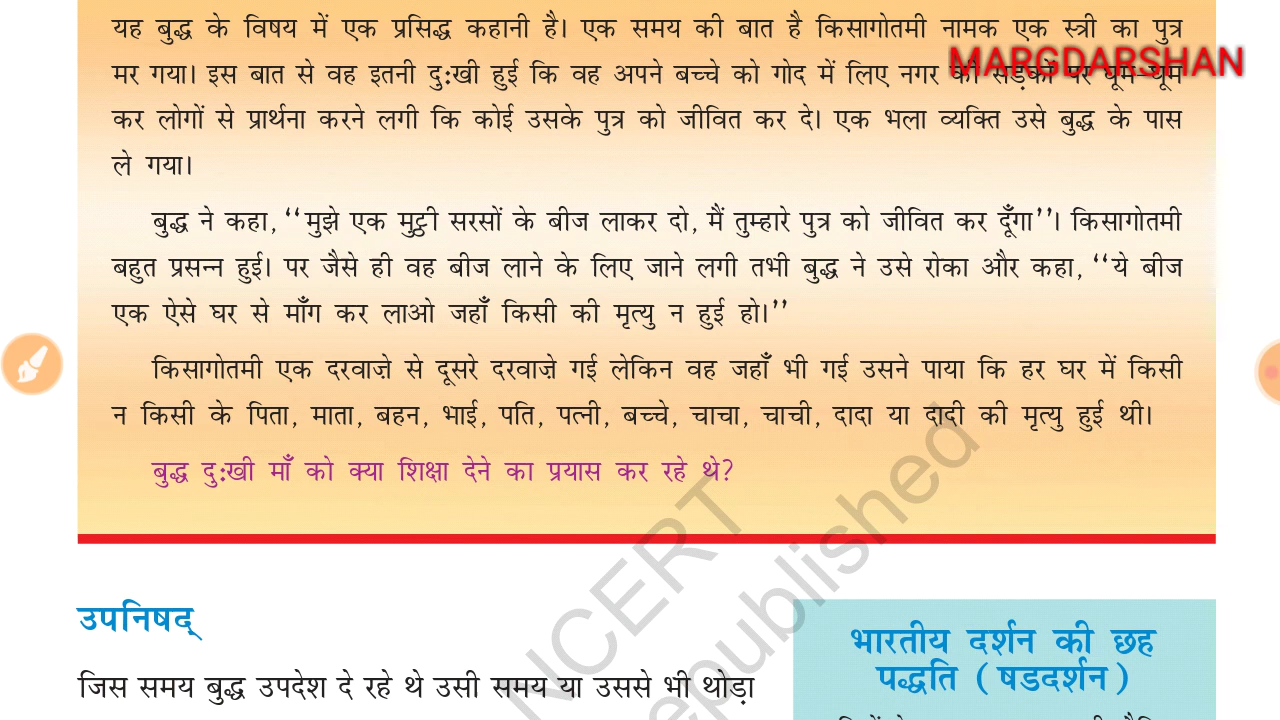 यह बुद्ध के विषय में एक प्रसिद्ध कहानी है। एक समय की बात है किसागोतमी नामक एक स्त्री का पुत्र
MARGDARSHAN
मर गया। इस बात से वह इतनी दुःखी हुई कि वह अपने बच्चे को गोद में लिए नगर की सड़कों पर घूम-घूम
कर लोगों से प्रार्थना करने लगी कि कोई उसके पुत्र को जीवित कर दे। एक भला व्यक्ति उसे बुद्ध के पास
ले गया।
बुद्ध ने कहा, “मुझे एक मुट्ठी सरसों के बीज लाकर दो, मैं तुम्हारे पुत्र को जीवित कर दूँगा”। किसागोतमी
बहुत प्रसन्न हुई। पर जैसे ही वह बीज लाने के लिए जाने लगी तभी बुद्ध ने उसे रोका और कहा, “ये बीज
एक ऐसे घर से माँग कर लाओ जहाँ किसी की मृत्यु न हुई हो।”
किसागोतमी एक दरवाज़े से दूसरे दरवाज़े गई लेकिन वह जहाँ भी गई उसने पाया कि हर घर में किसी
न किसी के पिता, माता, बहन, भाई, पति, पत्नी, बच्चे, चाचा, चाची, दादा या दादी की मृत्यु हुई थी।
बुद्ध दुःखी माँ को क्या शिक्षा देने का प्रयास कर रहे थे?
NCERT
republished
उपनिषद्
जिस समय बुद्ध उपदेश दे रहे थे उसी समय या उससे भी थोड़ा
भारतीय दर्शन की छह
पद्धति (षडदर्शन)